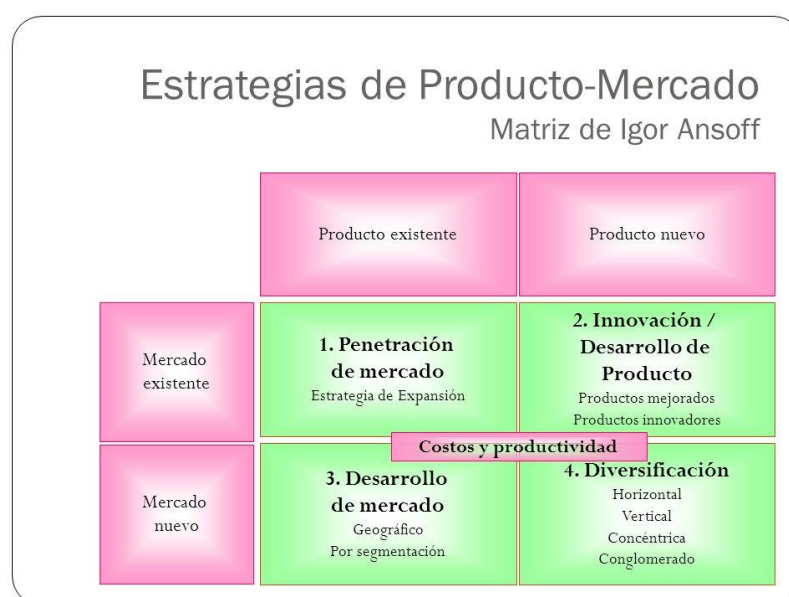 Estrategias de Producto-Mercado
Matriz de Igor Ansoff
Producto existente
Producto nuevo
Mercado
existente
1. Penetración
de mercado
Estrategia de Expansión
2. Innovación /
Desarrollo de
Producto
Productos mejorados
Productos innovadores
Costos y productividad
Mercado
nuevo
3. Desarrollo
de mercado
Geográfico
Por segmentación
4. Diversificación
Horizontal
Vertical
Concéntrica
Conglomerado